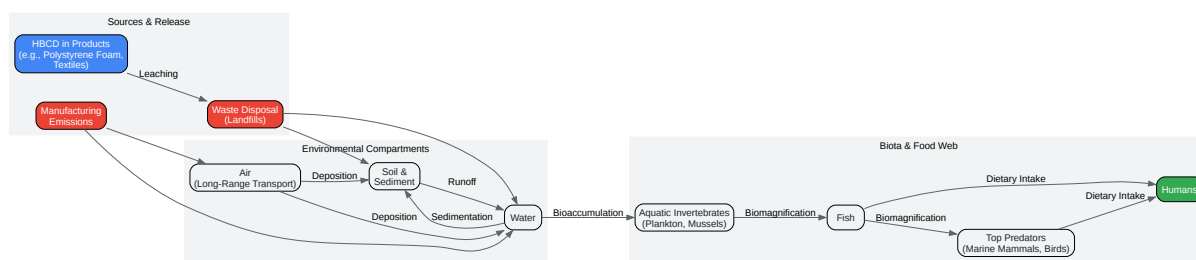 Sources & Release
HBCD in Products
(e.g., Polystyrene Foam,
Textiles)
Leaching
Manufacturing
Emissions
Waste Disposal
(Landfills)
Environmental Compartments
Air
(Long-Range Transport)
Deposition
Soil &
Sediment
Runoff
Deposition
Sedimentation
Water
Bioaccumulation
Biota & Food Web
Aquatic Invertebrates
(Plankton, Mussels)
Biomagnification
Fish
Dietary Intake
Biomagnification
Dietary Intake
Top Predators
(Marine Mammals, Birds)
Humans